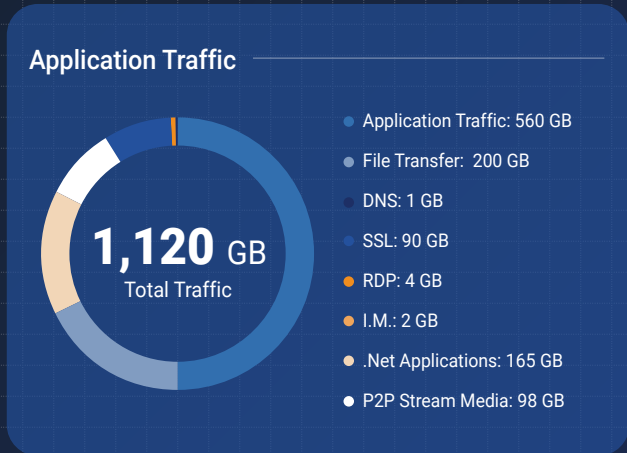 Application Traffic
1,120 GB
Total Traffic
Application Traffic: 560 GB
File Transfer: 200 GB
DNS: 1 GB
SSL: 90 GB
RDP: 4 GB
I.M.: 2 GB
.Net Applications: 165 GB
P2P Stream Media: 98 GB